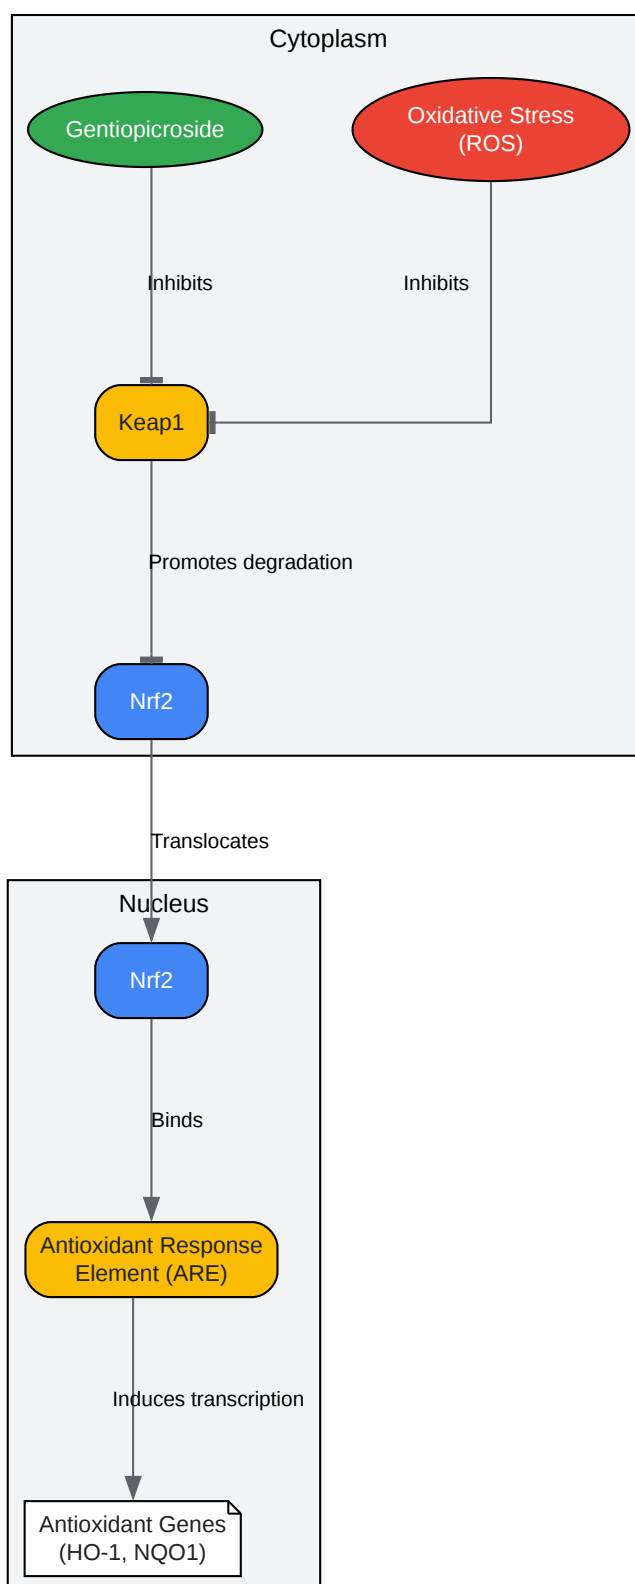 Cytoplasm
Gentiopicroside
Oxidative Stress
(ROS)
Inhibits
Inhibits
Keap1
Promotes degradation
Nrf2
Translocates
Nucleus
Nrf2
Binds
Antioxidant Response
Element (ARE)
Induces transcription
Antioxidant Genes
(HO-1, NQO1)